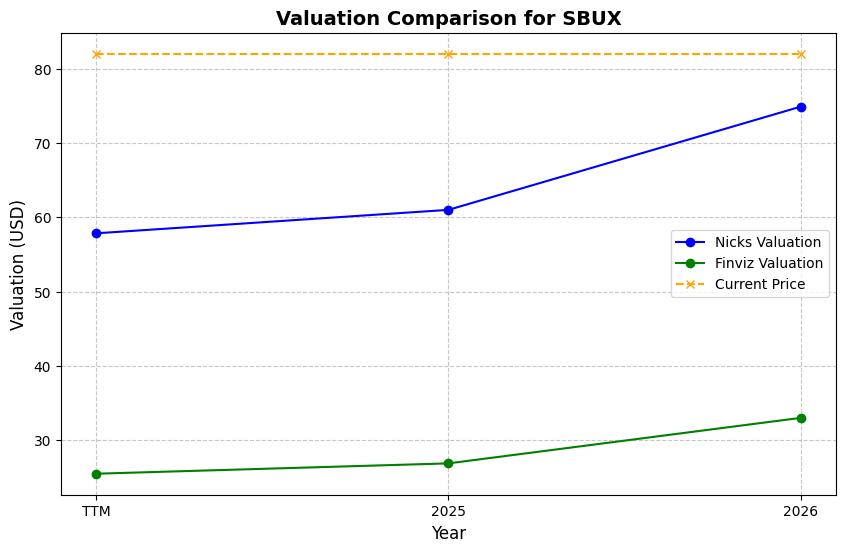 Valuation Comparison for SBUX
Valuation (USD)
80
70
60
50
40
30
Nicks Valuation
Finviz Valuation
Current Price
TTM
2025
2026
Year